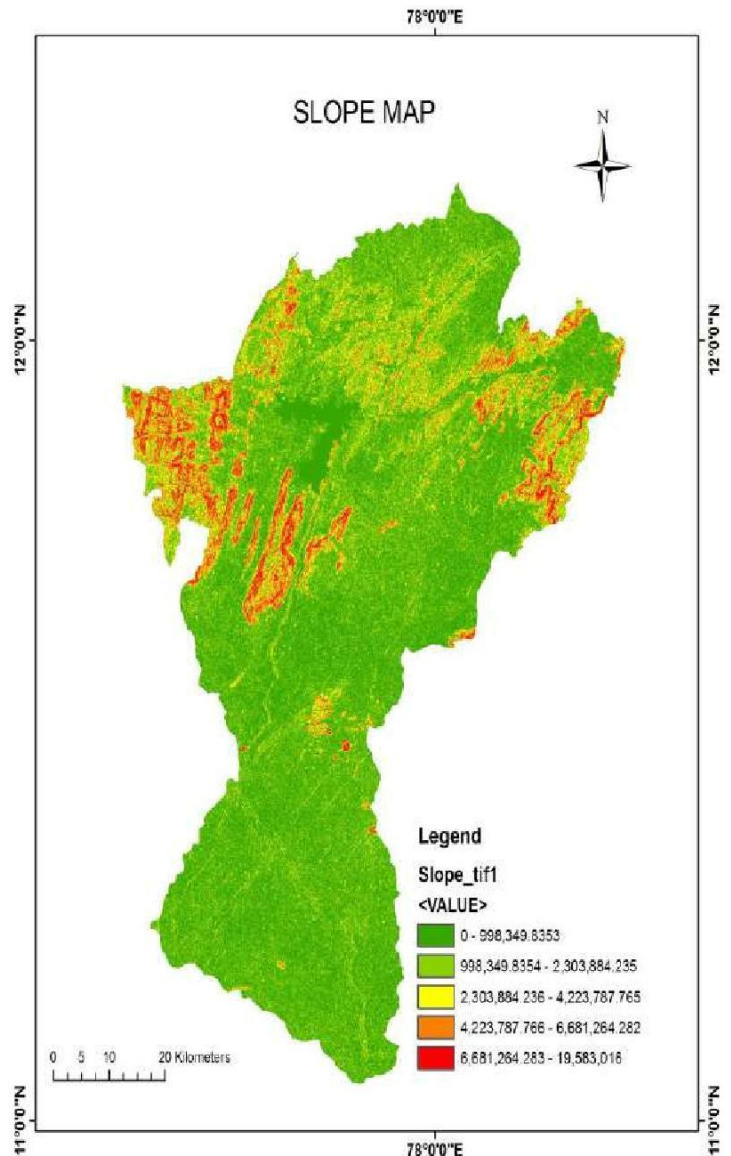 78°0'0"E
SLOPE MAP
N
12°0'0"N
12°0'0"N
Legend
Slope_tif1
<VALUE>
0 - 998,349.8353
998,349.8354 - 2,303,884.235
2,303,884.236 - 4,223,787.765
4,223,787.766 - 6,681,264.282
6,681,264.283 - 19,583,016
0 5 10 20 Kilometers
11°0'0"N
11°0'0"N
78°0'0"E